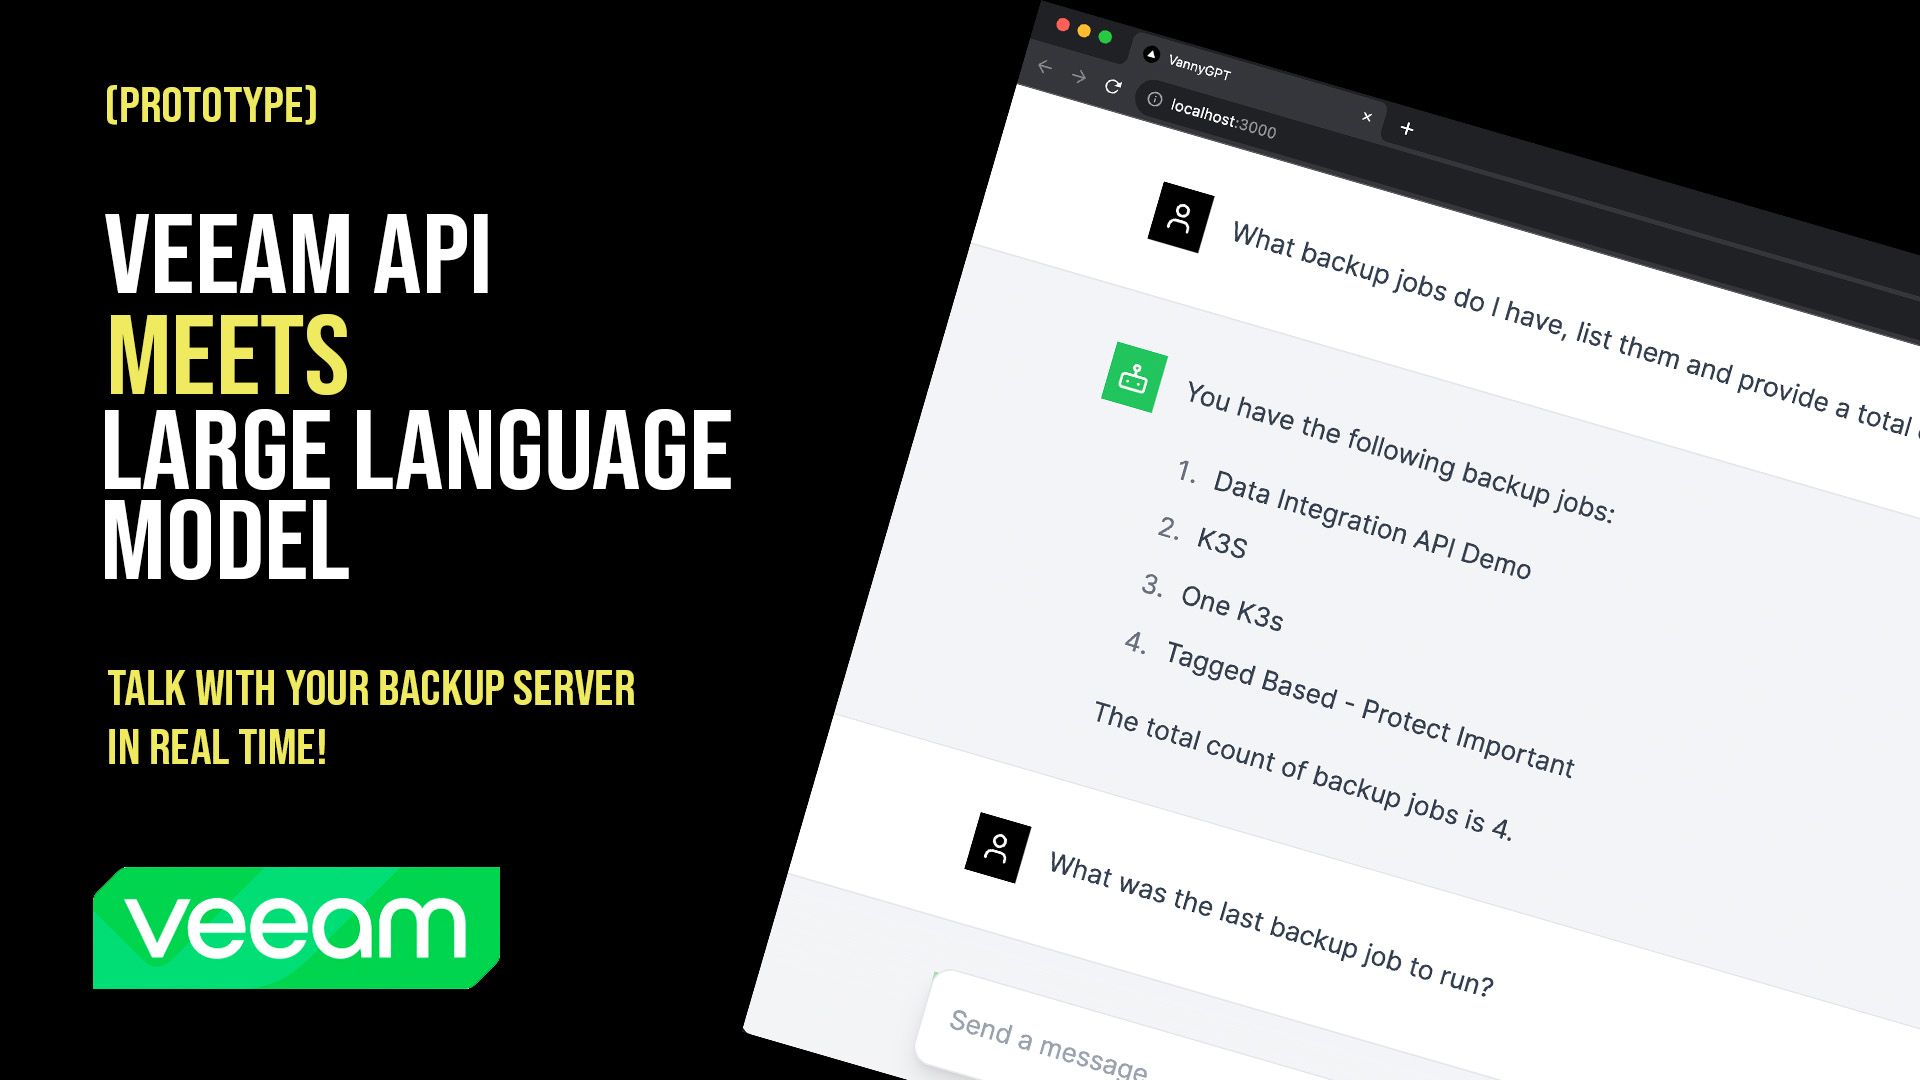 (PROTOTYPE)
VEEAM API
MEETS
LARGE LANGUAGE
MODEL
TALK WITH YOUR BACKUP SERVER
IN REAL TIME!
veeam
VannyGPT
localhost:3000
What backup jobs do I have, list them and provide a total
You have the following backup jobs:
1. Data Integration API Demo
2. K3S
3. One K3s
4. Tagged Based - Protect Important
The total count of backup jobs is 4.
What was the last backup job to run?
Send a message